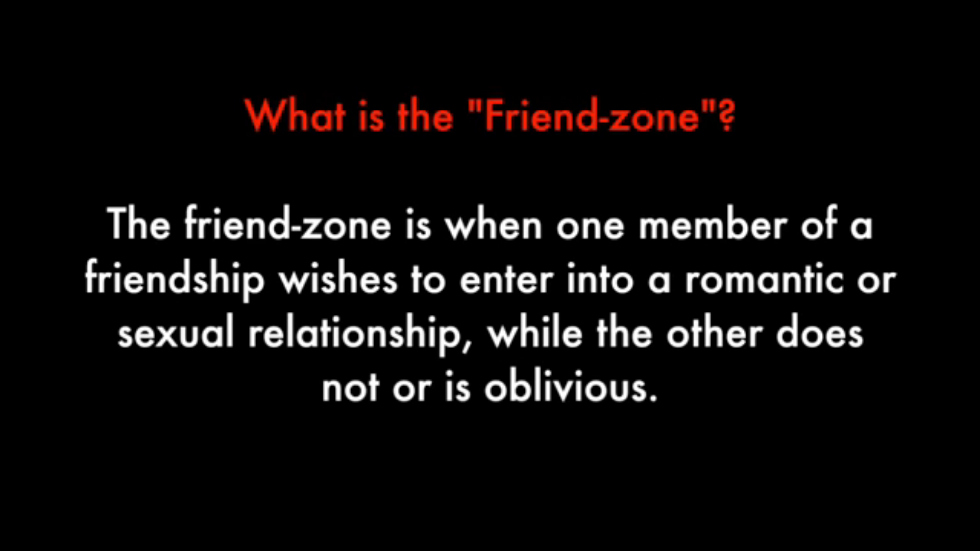 What is the "Friend-zone"?
The friend-zone is when one member of a
friendship wishes to enter into a romantic or
sexual relationship, while the other does
not or is oblivious.